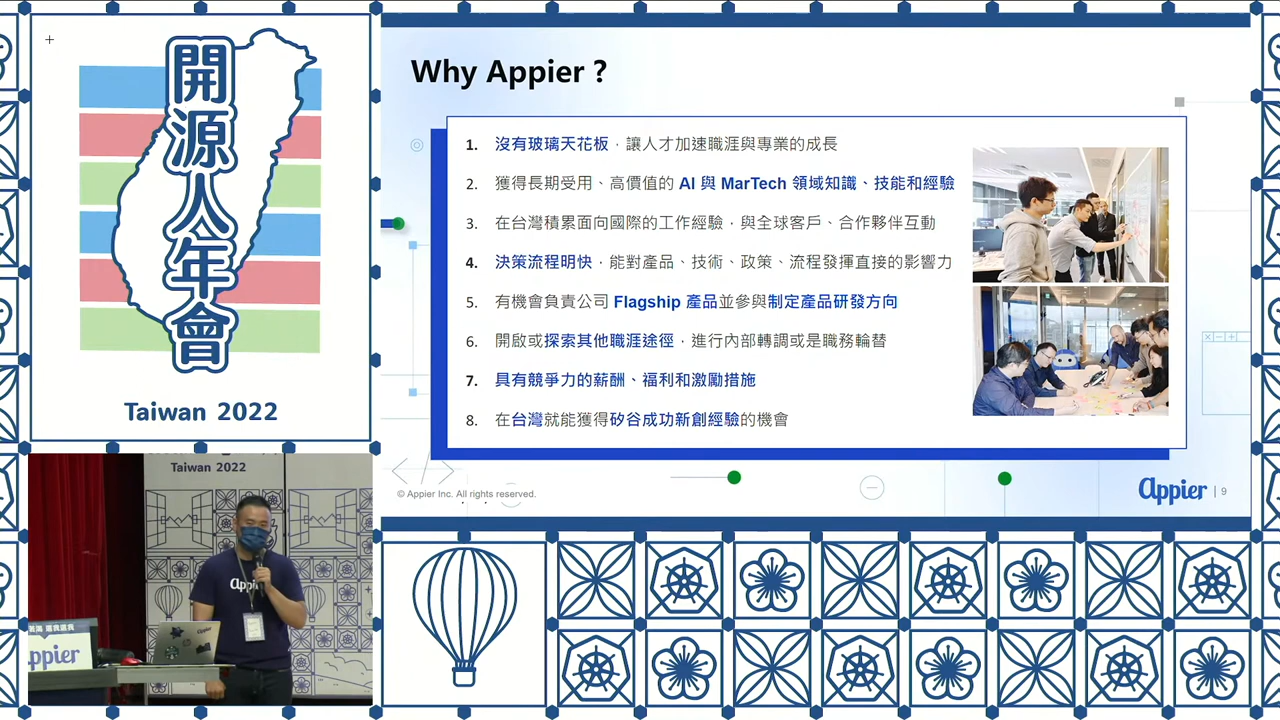 開源人年會
Taiwan 2022
Why Appier ?
1. 沒有玻璃天花板，讓人才加速職涯與專業的成長
2. 獲得長期受用、高價值的 AI 與 MarTech 領域知識、技能和經驗
3. 在台灣積累面向國際的工作經驗，與全球客戶、合作夥伴互動
4. 決策流程明快，能對產品、技術、政策、流程發揮直接的影響力
5. 有機會負責公司 Flagship 產品並參與制定產品研發方向
6. 開啟或探索其他職涯途徑，進行內部轉調或是職務輪替
7. 具有競爭力的薪酬、福利和激勵措施
8. 在台灣就能獲得矽谷成功新創經驗的機會
© Appier Inc. All rights reserved.
Appier | 9
Taiwan 2022